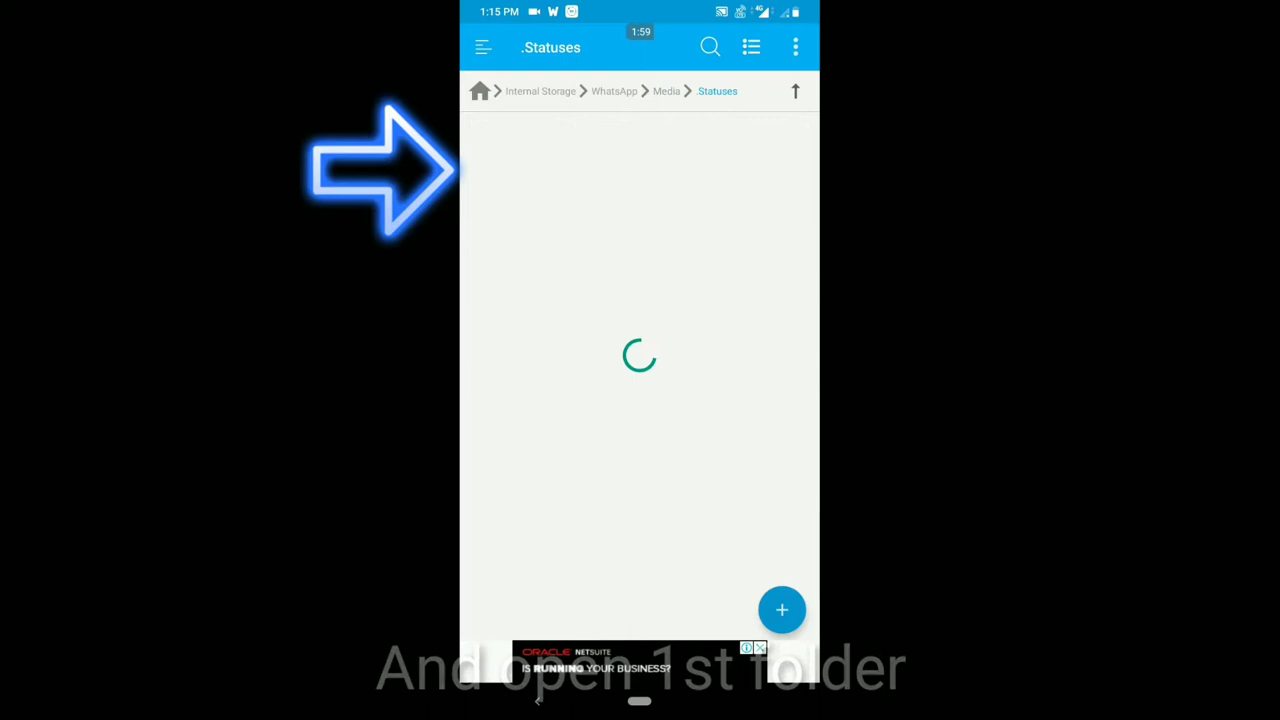 1:15 PM
1:59
4G
.Statuses
Internal Storage
WhatsApp
Media
.Statuses
ORACLE NETSUITE
IS RUNNING YOUR BUSINESS?
And open 1st folder